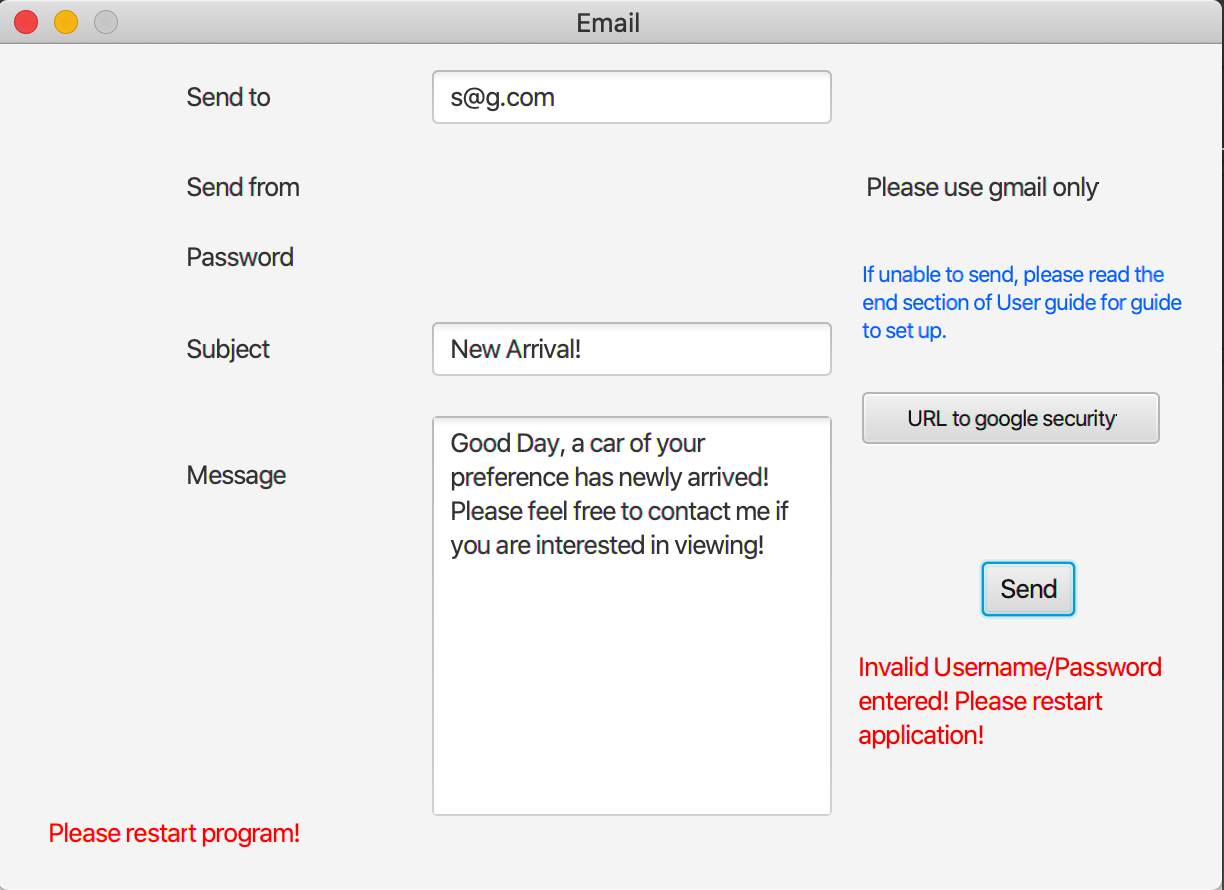 Email
Send to
s@g.com
Send from
Please use gmail only
Password
If unable to send, please read the
end section of User guide for guide
to set up.
Subject
New Arrival!
URL to google security
Message
Good Day, a car of your
preference has newly arrived!
Please feel free to contact me if
you are interested in viewing!
Send
Invalid Username/Password
entered! Please restart
application!
Please restart program!